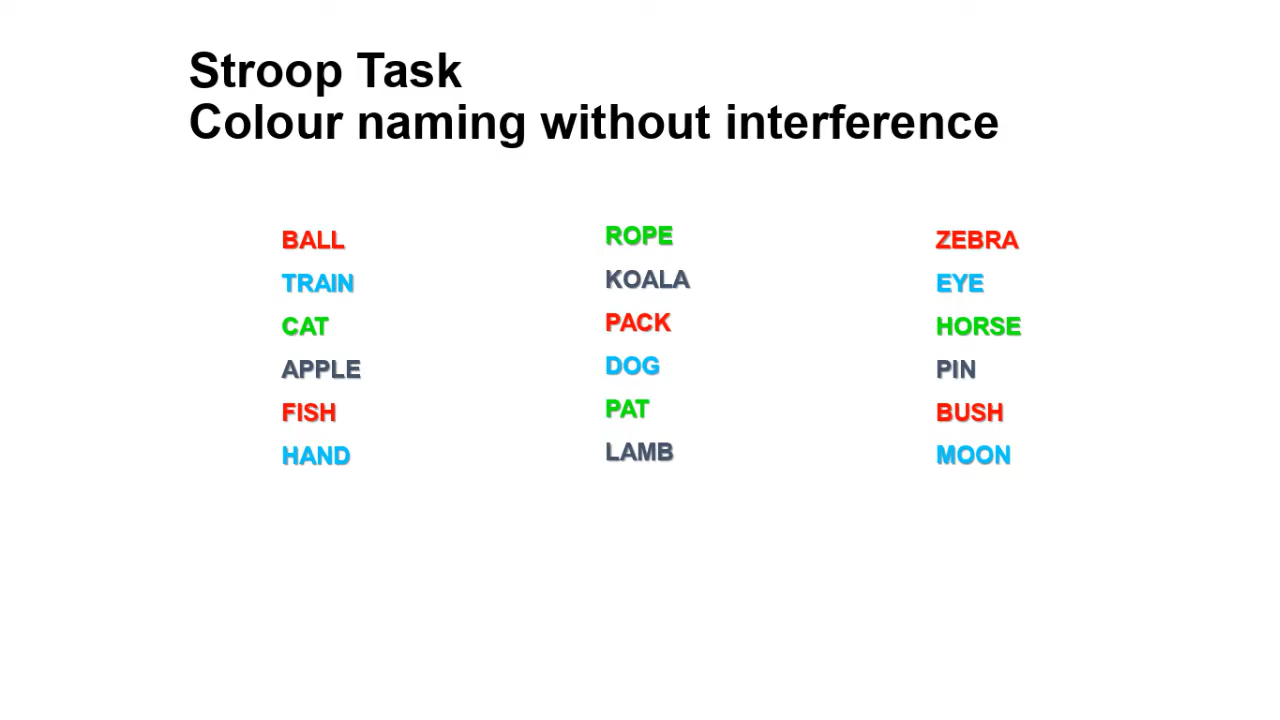 Stroop Task
Colour naming without interference
BALL
TRAIN
CAT
APPLE
FISH
HAND
ROPE
KOALA
PACK
DOG
PAT
LAMB
ZEBRA
EYE
HORSE
PIN
BUSH
MOON